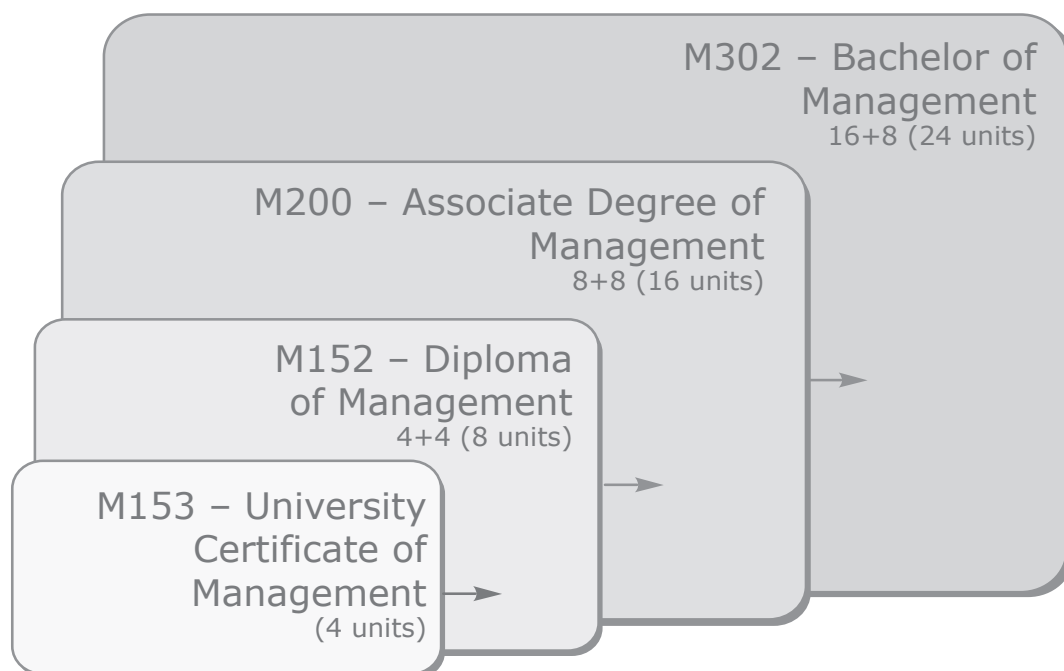 M302 – Bachelor of
Management
16+8 (24 units)
M200 – Associate Degree of
Management
8+8 (16 units)
M152 – Diploma
of Management
4+4 (8 units)
M153 – University
Certificate of
Management
(4 units)